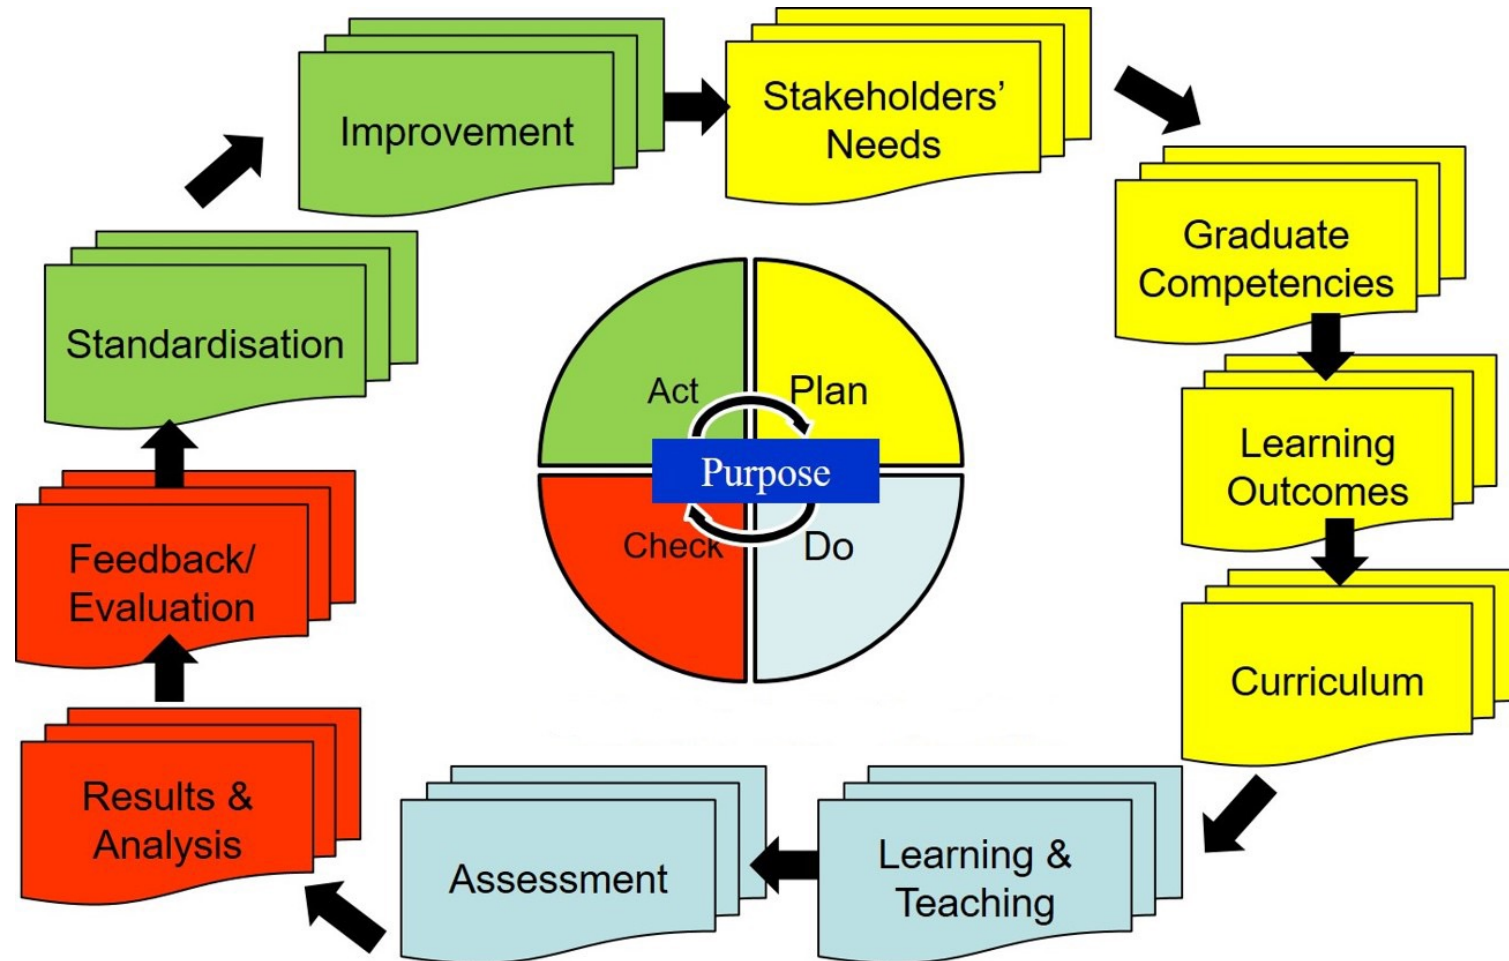 Improvement
Stakeholders’
Needs
Graduate
Competencies
Learning
Outcomes
Curriculum
Learning &
Teaching
Assessment
Results &
Analysis
Feedback/
Evaluation
Standardisation
Act
Plan
Purpose
Check
Do